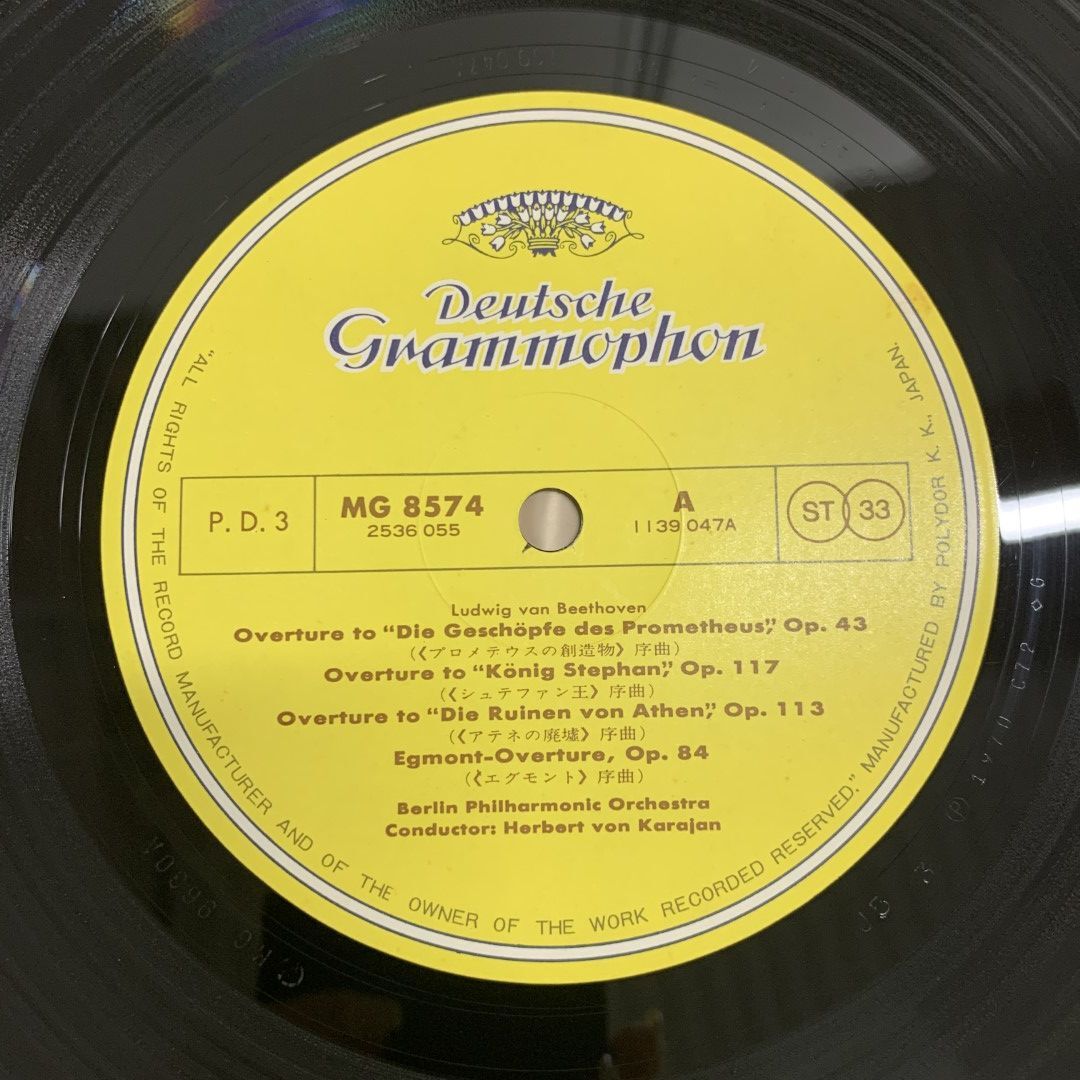 Deutsche
Grammophon
P. D. 3
MG 8574
2536 055
A
1139 047A
ST 33
Ludwig van Beethoven
Overture to “Die Geschöpfe des Prometheus”, Op. 43
(《プロメテウスの創造物》序曲)
Overture to “König Stephan”, Op. 117
(《シュテファン王》序曲)
Overture to “Die Ruinen von Athen”, Op. 113
(《アテネの廃墟》序曲)
Egmont-Overture, Op. 84
(《エグモント》序曲)
Berlin Philharmonic Orchestra
Conductor: Herbert von Karajan
“ALL RIGHTS OF THE RECORD MANUFACTURER AND OF THE OWNER OF THE WORK RECORDED RESERVED.” MANUFACTURED BY POLYDOR K. K., JAPAN.